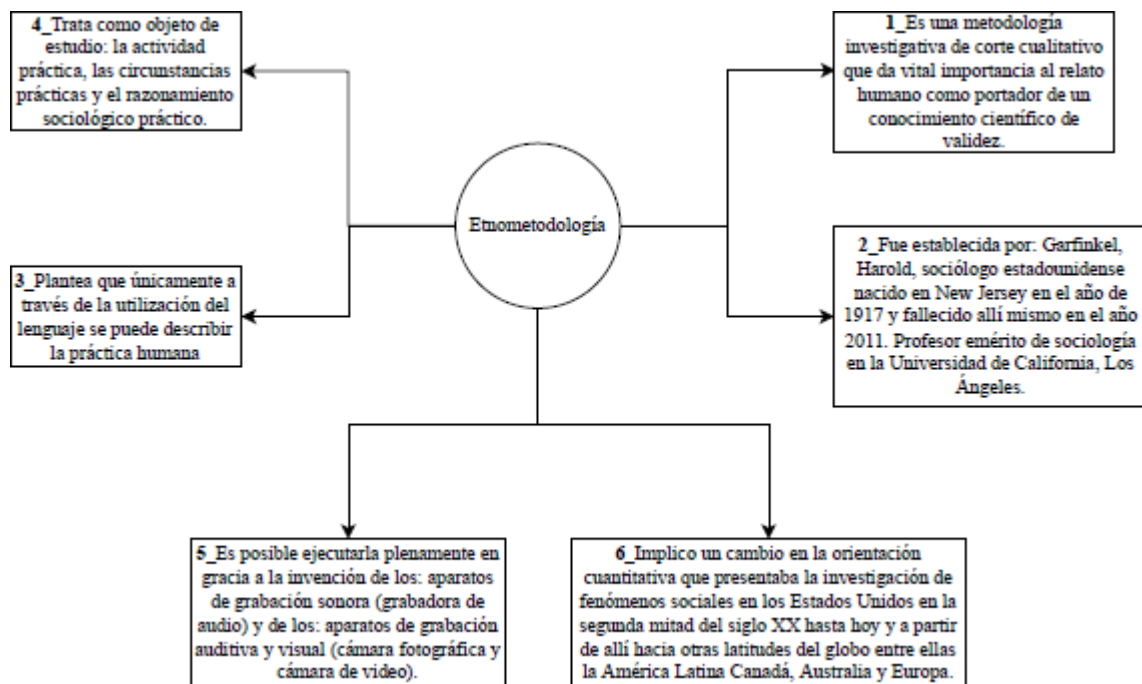 4_Trata como objeto de
estudio: la actividad
práctica, las circunstancias
prácticas y el razonamiento
sociológico práctico.
1_Es una metodología
investigativa de corte cualitativo
que da vital importancia al relato
humano como portador de un
conocimiento científico de
validez.
Etnometodología
3_Plantea que únicamente a
través de la utilización del
lenguaje se puede describir
la práctica humana
2_Fue establecida por: Garfinkel,
Harold, sociólogo estadounidense
nacido en New Jersey en el año de
1917 y fallecido allí mismo en el año
2011. Profesor emérito de sociología
en la Universidad de California, Los
Ángeles.
5_Es posible ejecutarla plenamente en
gracia a la invención de los: aparatos
de grabación sonora (grabadora de
audio) y de los: aparatos de grabación
auditiva y visual (cámara fotográfica y
cámara de video).
6_Implico un cambio en la orientación
cuantitativa que presentaba la investigación de
fenómenos sociales en los Estados Unidos en la
segunda mitad del siglo XX hasta hoy y a partir
de allí hacia otras latitudes del globo entre ellas
la América Latina Canadá, Australia y Europa.